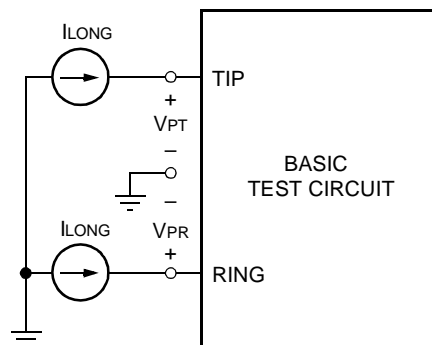 ILONG
TIP
+
VPT
−
BASIC
TEST CIRCUIT
−
ILONG
VPR
+
RING